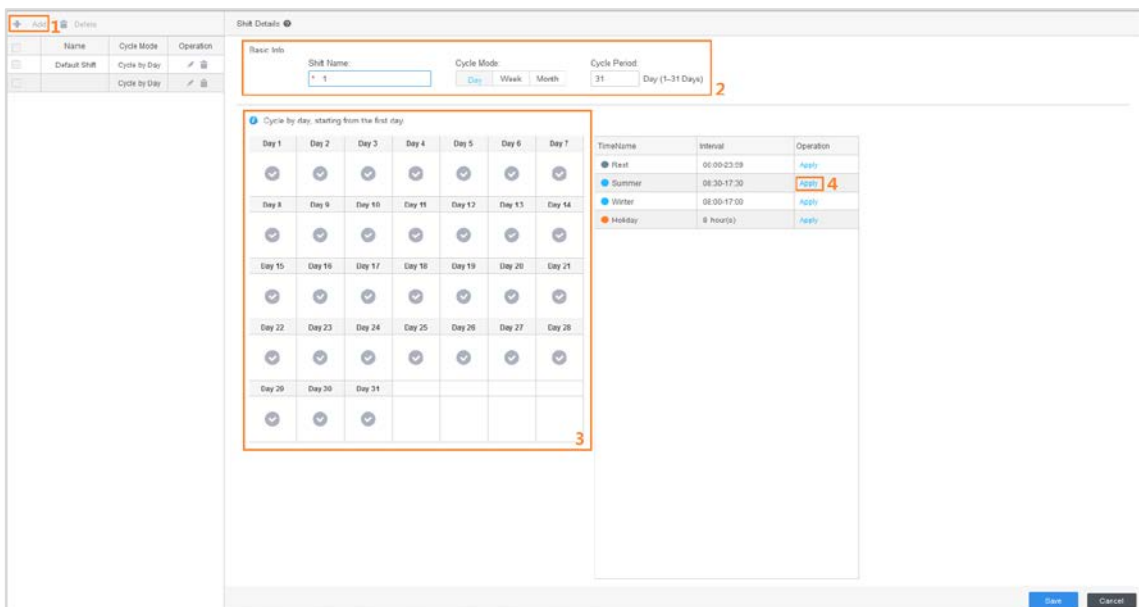 Add 1 Delete
Name Cycle Mode Operation
Default Shift Cycle by Day
Cycle by Day
Shift Details
Basic Info
Shift Name: Cycle Mode: Cycle Period:
* 1 Day Week Month 31 Day (1~31 Days)
2
Cycle by day, starting from the first day.
Day 1 Day 2 Day 3 Day 4 Day 5 Day 6 Day 7
Day 8 Day 9 Day 10 Day 11 Day 12 Day 13 Day 14
Day 15 Day 16 Day 17 Day 18 Day 19 Day 20 Day 21
Day 22 Day 23 Day 24 Day 25 Day 26 Day 27 Day 28
Day 29 Day 30 Day 31
3
TimeName Interval Operation
Rest 00:00-23:59 Apply
Summer 08:30-17:30 Apply 4
Winter 08:00-17:00 Apply
Holiday 8 hour(s) Apply
Save Cancel